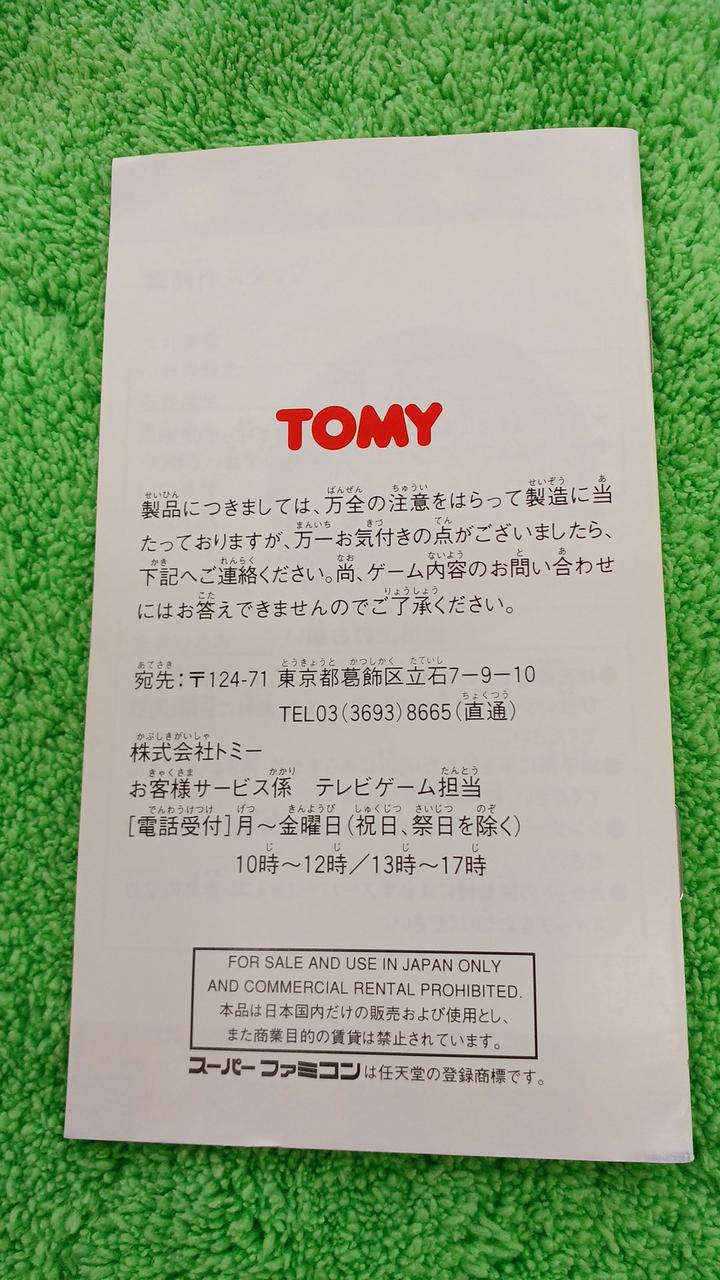 TOMY
製品につきましては、万全の注意をはらって製造に当
たっておりますが、万一お気付きの点がございましたら、
下記へご連絡ください。尚、ゲーム内容のお問い合わせ
にはお答えできませんのでご了承ください。
宛先：〒124-71 東京都葛飾区立石7－9－10
TEL03(3693)8665(直通)
株式会社トミー
お客様サービス係　テレビゲーム担当
[電話受付]月～金曜日(祝日、祭日を除く)
10時～12時／13時～17時
FOR SALE AND USE IN JAPAN ONLY
AND COMMERCIAL RENTAL PROHIBITED.
本品は日本国内だけの販売および使用とし、
また商業目的の賃貸は禁止されています。
スーパーファミコンは任天堂の登録商標です。